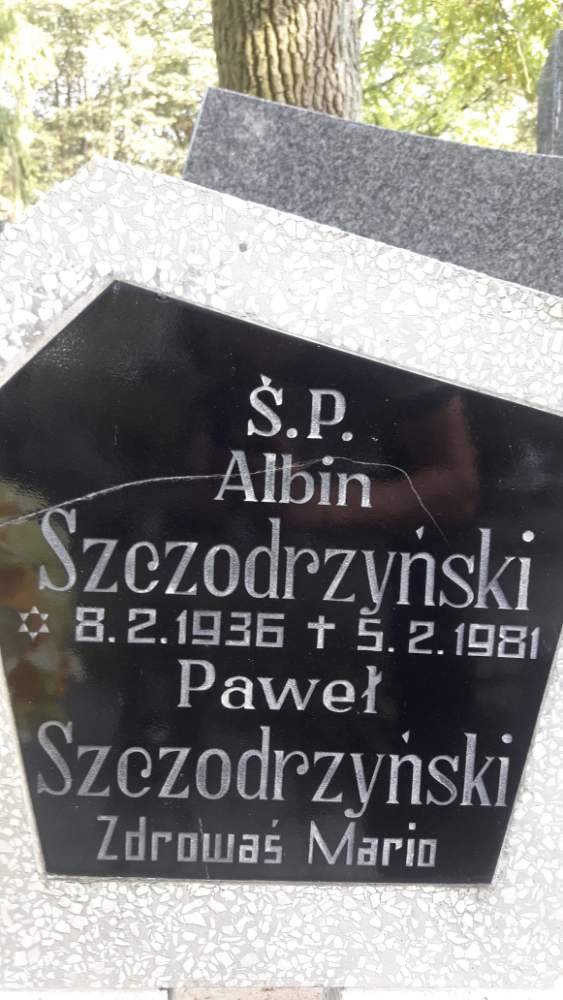 Ś.P.
Albin
Szczodrzyński
✡ 8.2.1936 ✝ 5.2.1981
Paweł
Szczodrzyński
Zdrowaś Mario